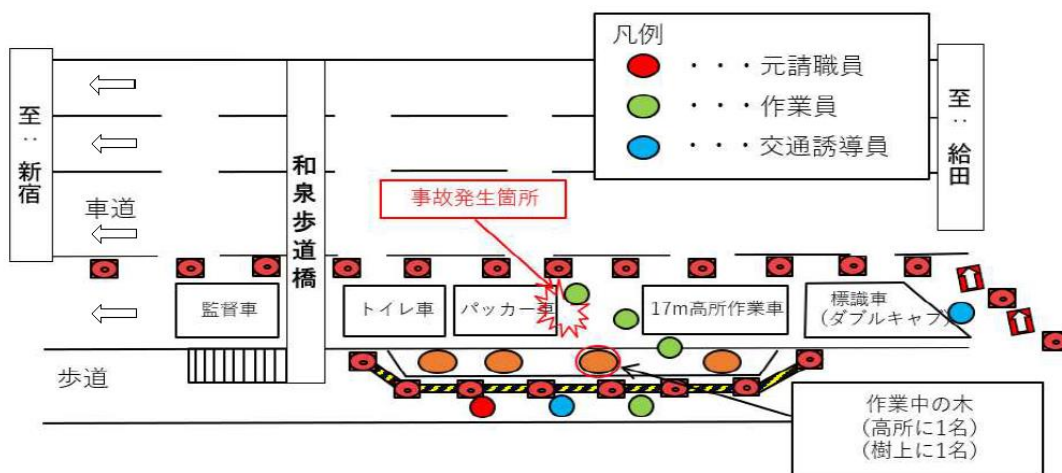 凡例
・・・元請職員
・・・作業員
・・・交通誘導員
至：新宿
至：給田
和泉歩道橋
事故発生箇所
車道
監督車
トイレ車
パッカー車
17m高所作業車
標識車
（ダブルキャブ）
歩道
作業中の木
（高所に1名）
（樹上に1名）